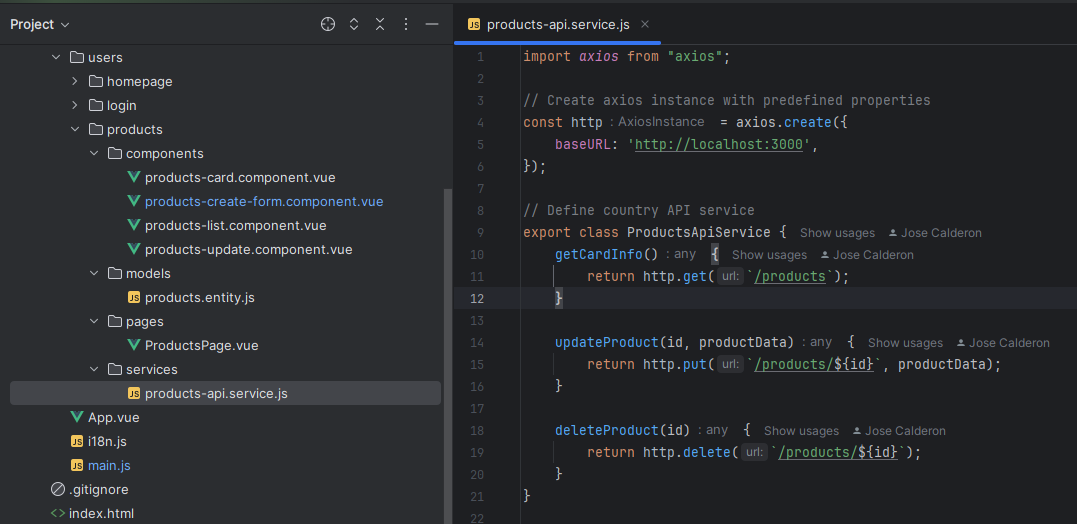 Project
users
homepage
login
products
components
products-card.component.vue
products-create-form.component.vue
products-list.component.vue
products-update.component.vue
models
JS products.entity.js
pages
ProductsPage.vue
services
JS products-api.service.js
App.vue
JS i18n.js
JS main.js
.gitignore
<> index.html
JS products-api.service.js ×
1 import axios from "axios";
2
3 // Create axios instance with predefined properties
4 const http : AxiosInstance = axios.create({
5 baseURL: 'http://localhost:3000',
6 });
7
8 // Define country API service
9 export class ProductsApiService { Show usages Jose Calderon
10 getCardInfo() : any { Show usages Jose Calderon
11 return http.get( url: `/products`);
12 }
13
14 updateProduct(id, productData) : any { Show usages Jose Calderon
15 return http.put( url: `/products/${id}`, productData);
16 }
17
18 deleteProduct(id) : any { Show usages Jose Calderon
19 return http.delete( url: `/products/${id}`);
20 }
21 }
22